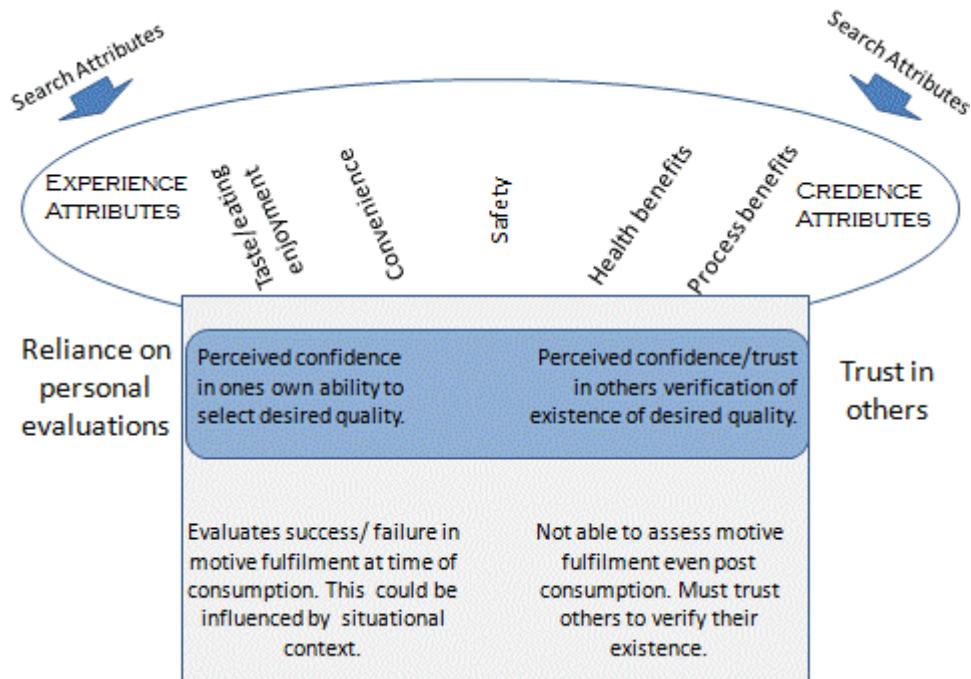 Search Attributes
Search Attributes
EXPERIENCE
ATTRIBUTES
Taste/eating
enjoyment
Convenience
Safety
Health benefits
Process benefits
CREDENCE
ATTRIBUTES
Reliance on
personal
evaluations
Perceived confidence
in ones own ability to
select desired quality.
Perceived confidence/trust
in others verification of
existence of desired quality.
Trust in
others
Evaluates success/ failure in
motive fulfilment at time of
consumption. This could be
influenced by situational
context.
Not able to assess motive
fulfilment even post
consumption. Must trust
others to verify their
existence.